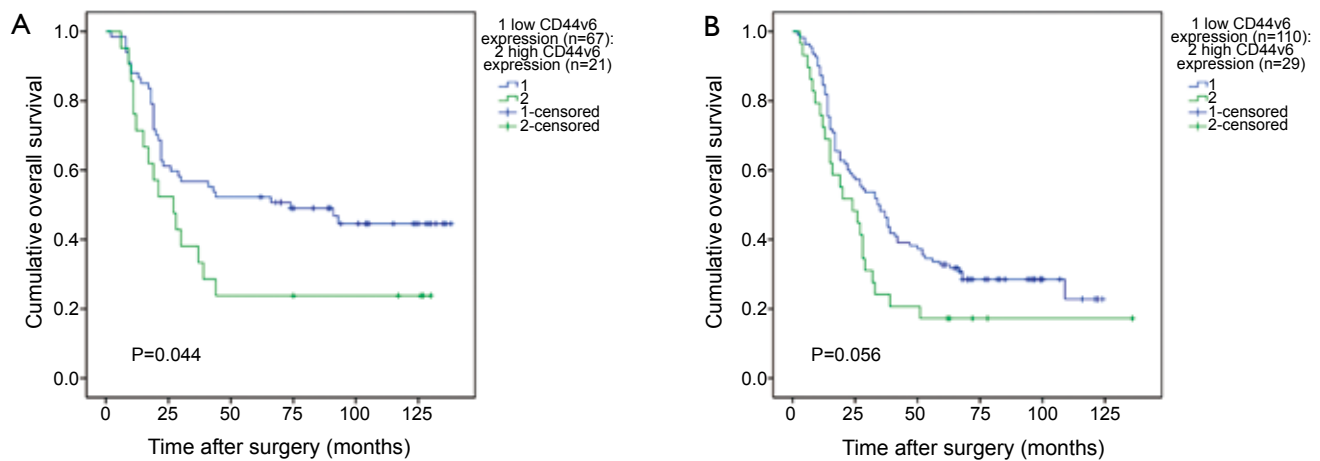 A
Cumulative overall survival
1.0
0.8
0.6
0.4
0.2
0.0
0 25 50 75 100 125
Time after surgery (months)
P=0.044
1 low CD44v6
expression (n=67):
2 high CD44v6
expression (n=21)
1
2
1-censored
2-censored
B
Cumulative overall survival
1.0
0.8
0.6
0.4
0.2
0.0
0 25 50 75 100 125
Time after surgery (months)
P=0.056
1 low CD44v6
expression (n=110):
2 high CD44v6
expression (n=29)
1
2
1-censored
2-censored